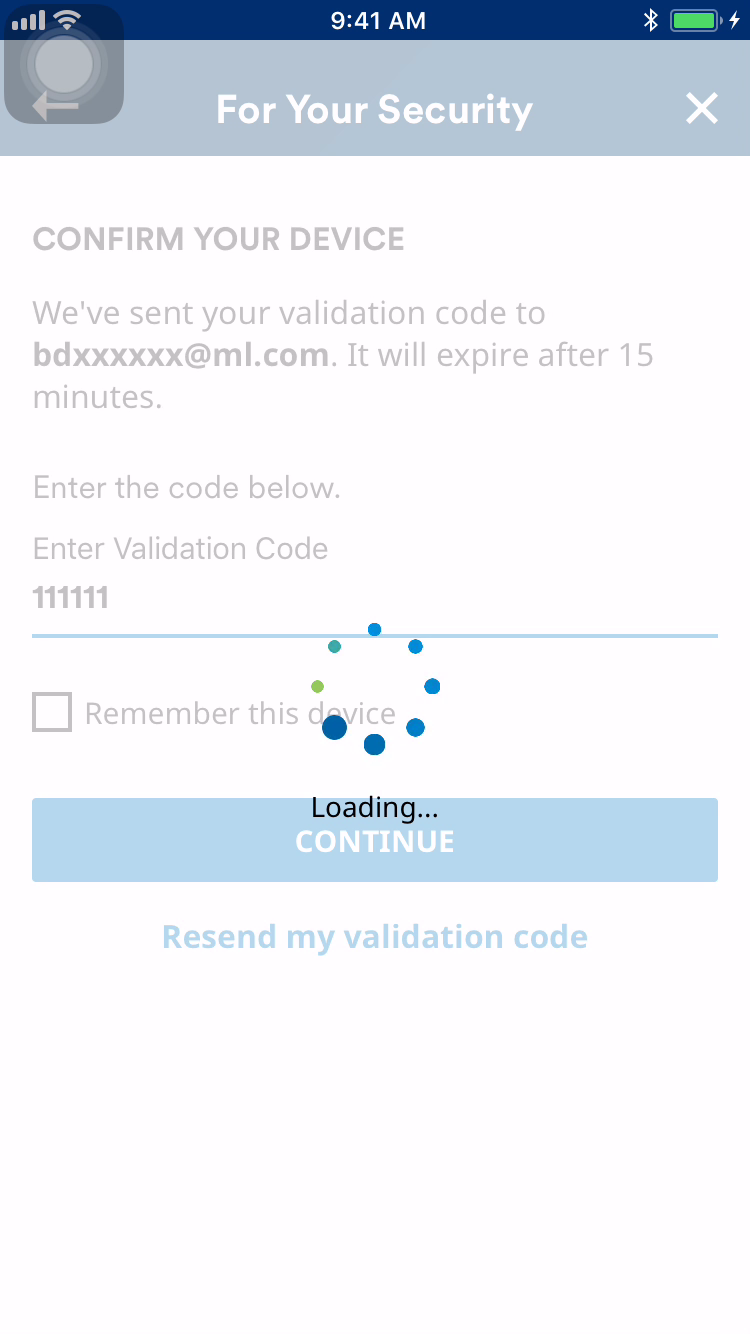 9:41 AM
For Your Security
CONFIRM YOUR DEVICE
We've sent your validation code to
bdxxxxxx@ml.com. It will expire after 15
minutes.
Enter the code below.
Enter Validation Code
111111
Remember this device
Loading...
CONTINUE
Resend my validation code